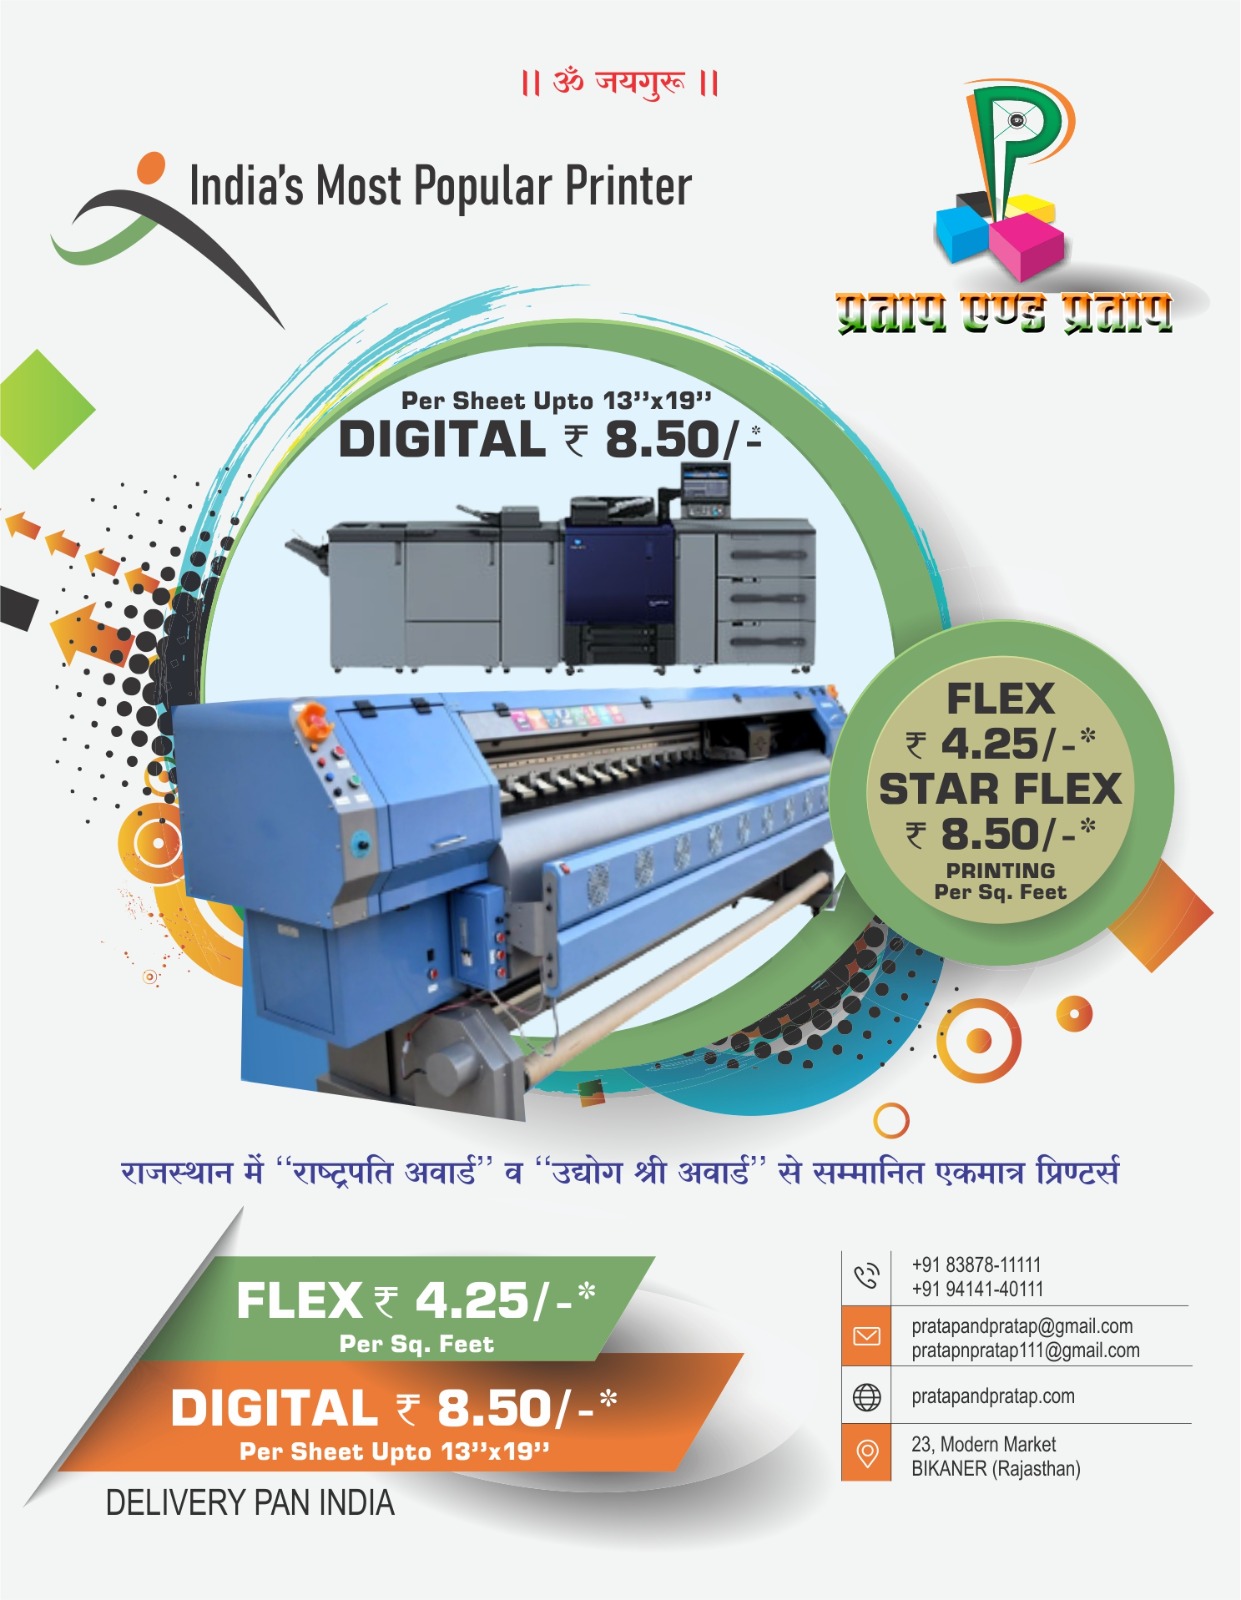 || ॐ जयगुरू ||
India's Most Popular Printer
P
प्रताप एण्ड प्रताप
Per Sheet Upto 13’’x19’’
DIGITAL ₹ 8.50/-*
FLEX
₹ 4.25/-*
STAR FLEX
₹ 8.50/-*
PRINTING
Per Sq. Feet
राजस्थान में ‘‘राष्ट्रपति अवार्ड’’ व ‘‘उद्योग श्री अवार्ड’’ से सम्मानित एकमात्र प्रिण्टर्स
FLEX ₹ 4.25/-*
Per Sq. Feet
DIGITAL ₹ 8.50/-*
Per Sheet Upto 13’’x19’’
DELIVERY PAN INDIA
+91 83878-11111
+91 94141-40111
pratapandpratap@gmail.com
pratapnpratap111@gmail.com
pratapandpratap.com
23, Modern Market
BIKANER (Rajasthan)